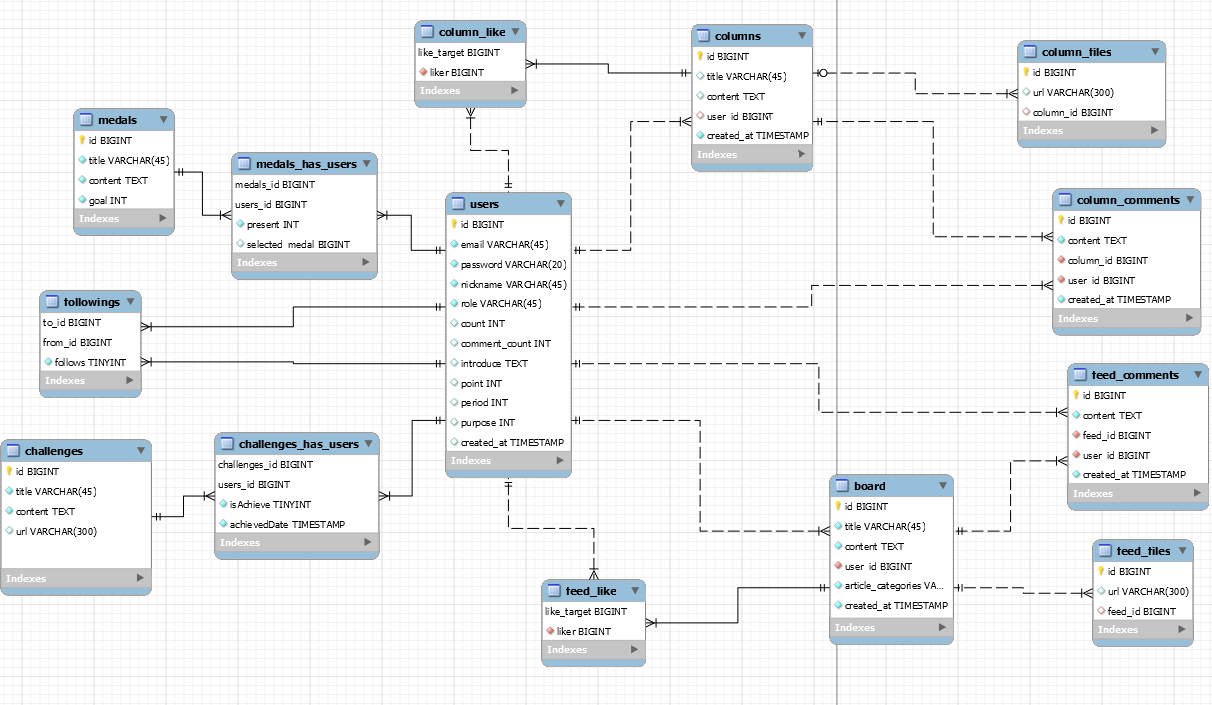 column_like
like_target BIGINT
liker BIGINT
Indexes
columns
id BIGINT
title VARCHAR(45)
content TEXT
user_id BIGINT
created_at TIMESTAMP
Indexes
column_files
id BIGINT
url VARCHAR(300)
column_id BIGINT
Indexes
medals
id BIGINT
title VARCHAR(45)
content TEXT
goal INT
Indexes
medals_has_users
medals_id BIGINT
users_id BIGINT
present INT
selected_medal BIGINT
Indexes
users
id BIGINT
email VARCHAR(45)
password VARCHAR(20)
nickname VARCHAR(45)
role VARCHAR(45)
count INT
comment_count INT
introduce TEXT
point INT
period INT
purpose INT
created_at TIMESTAMP
Indexes
column_comments
id BIGINT
content TEXT
column_id BIGINT
user_id BIGINT
created_at TIMESTAMP
Indexes
followings
to_id BIGINT
from_id BIGINT
follows TINYINT
Indexes
feed_comments
id BIGINT
content TEXT
feed_id BIGINT
user_id BIGINT
created_at TIMESTAMP
Indexes
challenges
id BIGINT
title VARCHAR(45)
content TEXT
url VARCHAR(300)
Indexes
challenges_has_users
challenges_id BIGINT
users_id BIGINT
isAchieve TINYINT
achievedDate TIMESTAMP
Indexes
board
id BIGINT
title VARCHAR(45)
content TEXT
user_id BIGINT
article_categories VA...
created_at TIMESTAMP
Indexes
feed_files
id BIGINT
url VARCHAR(300)
feed_id BIGINT
Indexes
feed_like
like_target BIGINT
liker BIGINT
Indexes